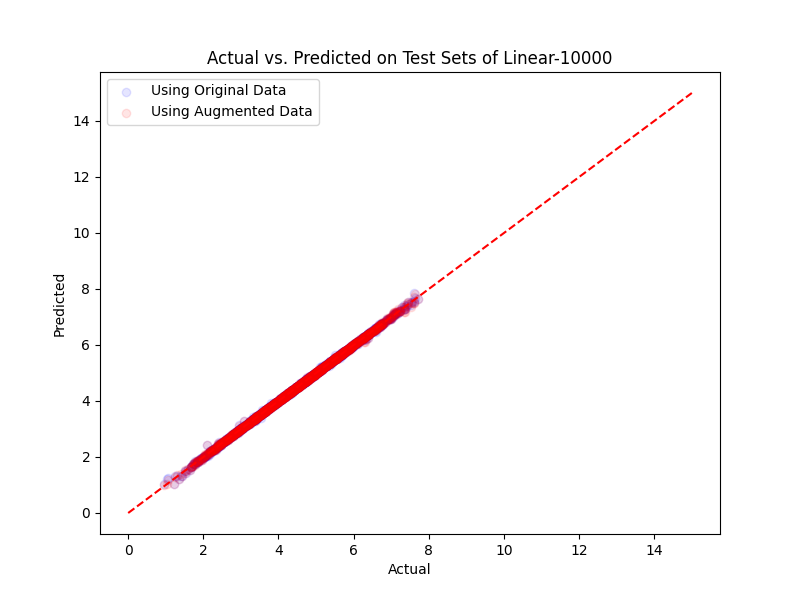 Actual vs. Predicted on Test Sets of Linear-10000
Using Original Data
Using Augmented Data
14
12
10
8
6
4
2
0
Predicted
0 2 4 6 8 10 12 14
Actual